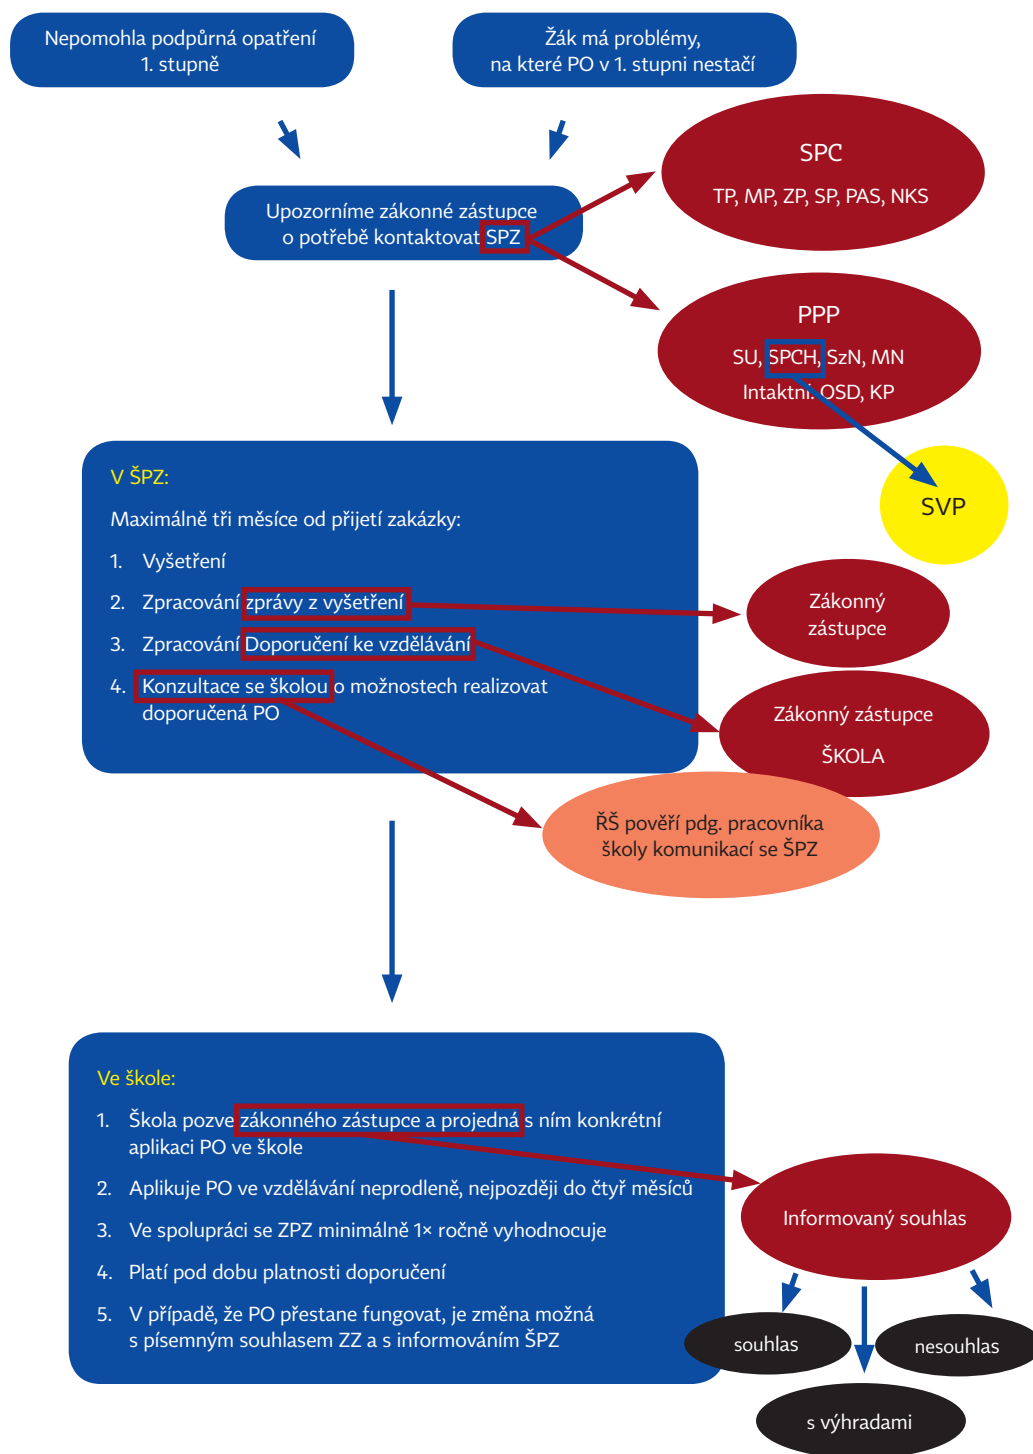 Nepomohla podpůrná opatření
1. stupně
Žák má problémy,
na které PO v 1. stupni nestačí
SPC
TP, MP, ZP, SP, PAS, NKS
Upozorníme zákonné zástupce
o potřebě kontaktovat SPZ
PPP
SU, SPCH, SzN, MN
Intaktní: OSD, KP
SVP
V ŠPZ:
Maximálně tři měsíce od přijetí zakázky:
1. Vyšetření
2. Zpracování zprávy z vyšetření
3. Zpracování Doporučení ke vzdělávání
4. Konzultace se školou o možnostech realizovat
doporučená PO
Zákonný
zástupce
Zákonný zástupce
ŠKOLA
ŘŠ pověří pdg. pracovníka
školy komunikací se ŠPZ
Ve škole:
1. Škola pozve zákonného zástupce a projedná s ním konkrétní
aplikaci PO ve škole
2. Aplikuje PO ve vzdělávání neprodleně, nejpozději do čtyř měsíců
3. Ve spolupráci se ZPZ minimálně 1× ročně vyhodnocuje
4. Platí pod dobu platnosti doporučení
5. V případě, že PO přestane fungovat, je změna možná
s písemným souhlasem ZZ a s informováním ŠPZ
Informovaný souhlas
souhlas
nesouhlas
s výhradami